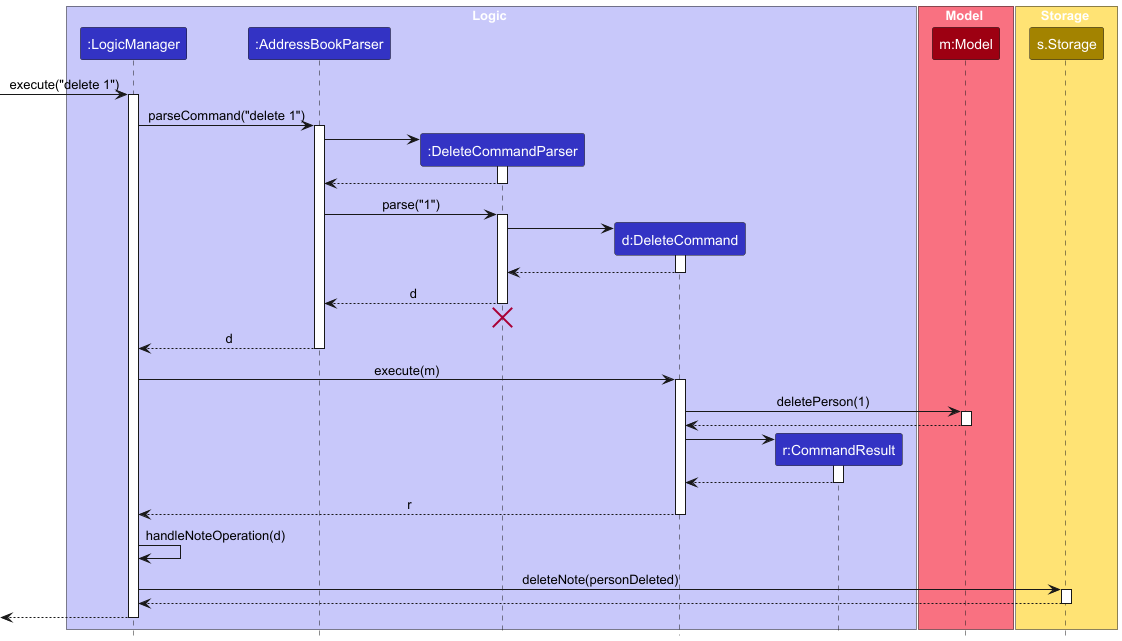 Logic
Model
Storage
:LogicManager
:AddressBookParser
m:Model
s.Storage
execute("delete 1")
parseCommand("delete 1")
:DeleteCommandParser
parse("1")
d:DeleteCommand
d
d
execute(m)
deletePerson(1)
r:CommandResult
r
handleNoteOperation(d)
deleteNote(personDeleted)